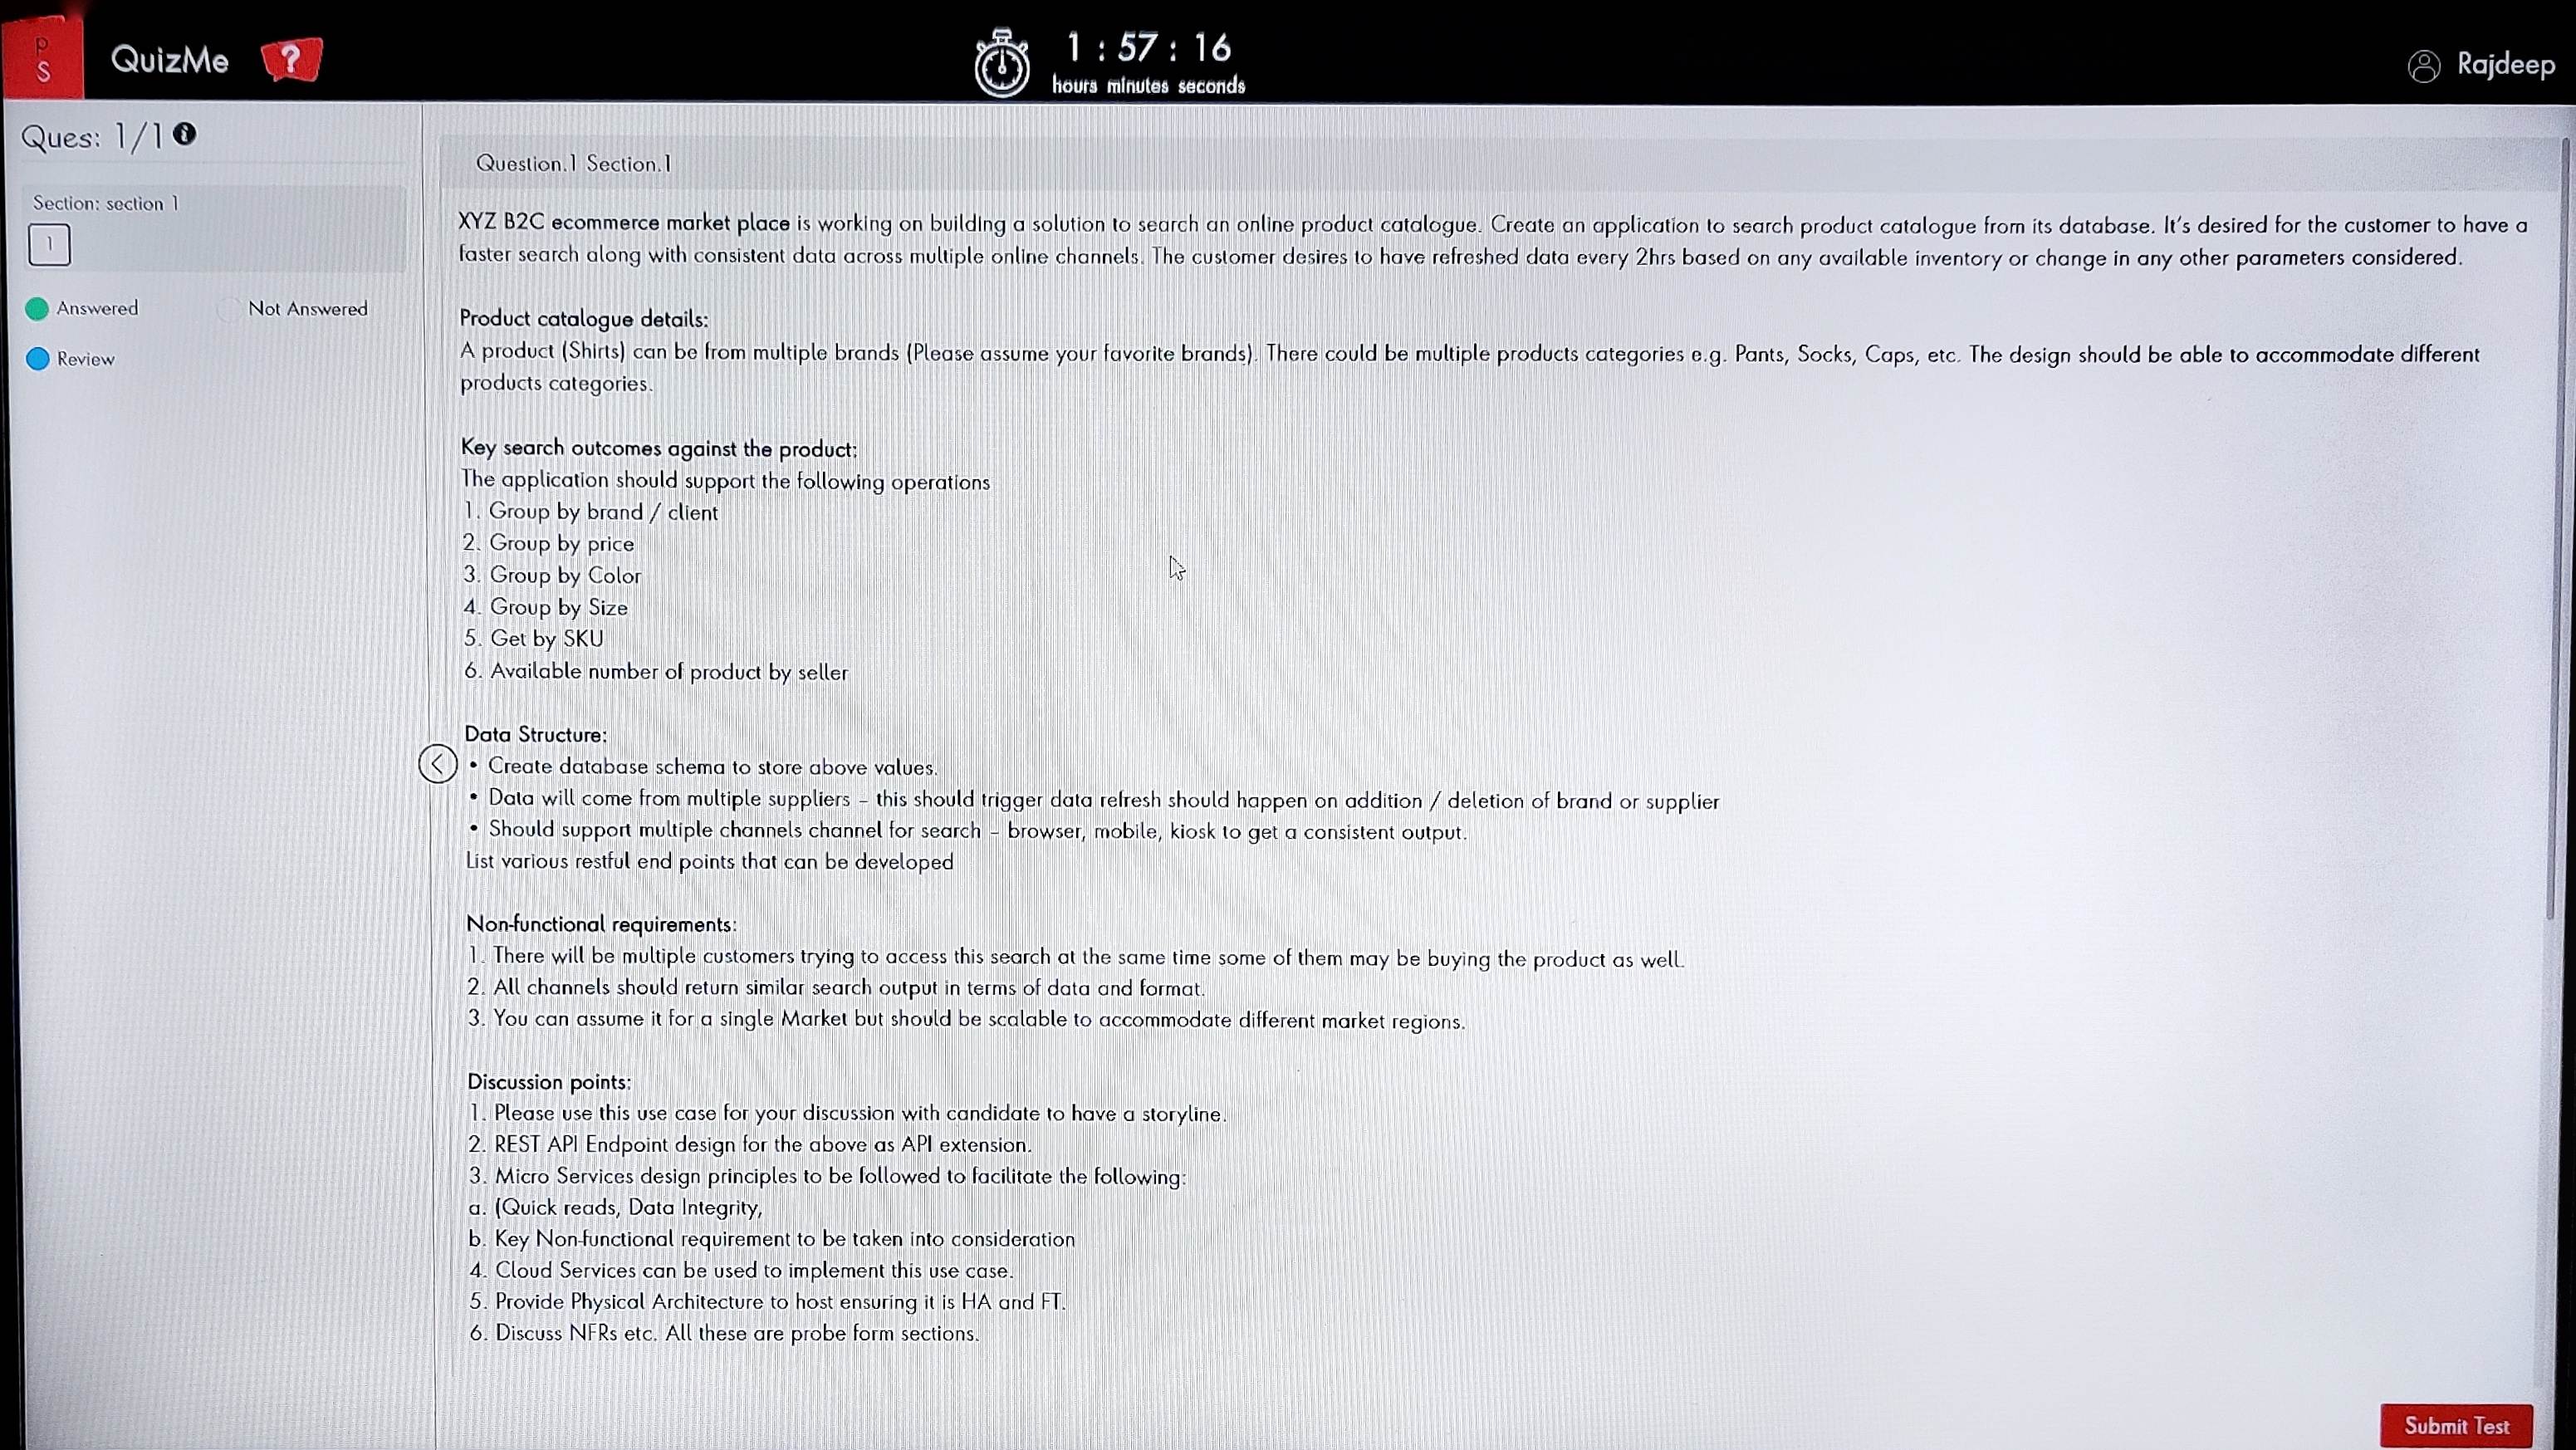 P
S
QuizMe
?
1 : 57 : 16
hours minutes seconds
Rajdeep
Ques: 1/1
Section: section 1
1
Answered
Not Answered
Review
Question.1 Section.1
XYZ B2C ecommerce market place is working on building a solution to search an online product catalogue. Create an application to search product catalogue from its database. It's desired for the customer to have a
faster search along with consistent data across multiple online channels. The customer desires to have refreshed data every 2hrs based on any available inventory or change in any other parameters considered.
Product catalogue details:
A product (Shirts) can be from multiple brands (Please assume your favorite brands). There could be multiple products categories e.g. Pants, Socks, Caps, etc. The design should be able to accommodate different
products categories.
Key search outcomes against the product:
The application should support the following operations
1. Group by brand / client
2. Group by price
3. Group by Color
4. Group by Size
5. Get by SKU
6. Available number of product by seller
Data Structure:
• Create database schema to store above values.
• Data will come from multiple suppliers – this should trigger data refresh should happen on addition / deletion of brand or supplier
• Should support multiple channels channel for search – browser, mobile, kiosk to get a consistent output.
List various restful end points that can be developed
Non-functional requirements:
1. There will be multiple customers trying to access this search at the same time some of them may be buying the product as well.
2. All channels should return similar search output in terms of data and format.
3. You can assume it for a single Market but should be scalable to accommodate different market regions.
Discussion points:
1. Please use this use case for your discussion with candidate to have a storyline.
2. REST API Endpoint design for the above as API extension.
3. Micro Services design principles to be followed to facilitate the following:
a. (Quick reads, Data Integrity,
b. Key Non-functional requirement to be taken into consideration
4. Cloud Services can be used to implement this use case.
5. Provide Physical Architecture to host ensuring it is HA and FT.
6. Discuss NFRs etc. All these are probe form sections.
Submit Test